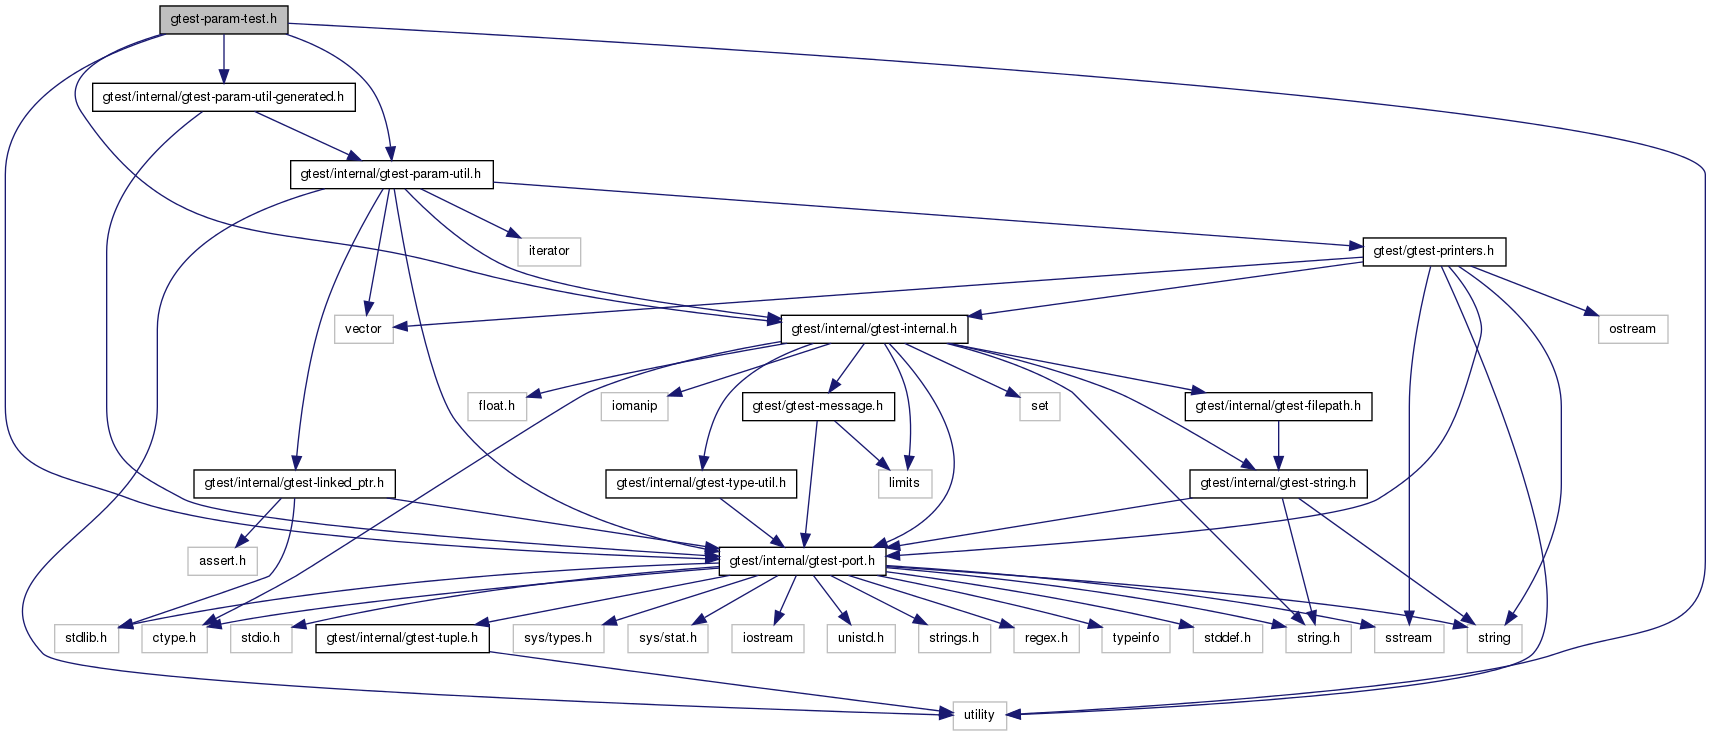 gtest-param-test.h
gtest/internal/gtest-param-util-generated.h
gtest/internal/gtest-param-util.h
iterator
gtest/gtest-printers.h
vector
gtest/internal/gtest-internal.h
ostream
float.h
iomanip
gtest/gtest-message.h
set
gtest/internal/gtest-filepath.h
gtest/internal/gtest-linked_ptr.h
gtest/internal/gtest-type-util.h
limits
gtest/internal/gtest-string.h
assert.h
gtest/internal/gtest-port.h
stdlib.h
ctype.h
stdio.h
gtest/internal/gtest-tuple.h
sys/types.h
sys/stat.h
iostream
unistd.h
strings.h
regex.h
typeinfo
stddef.h
string.h
sstream
string
utility